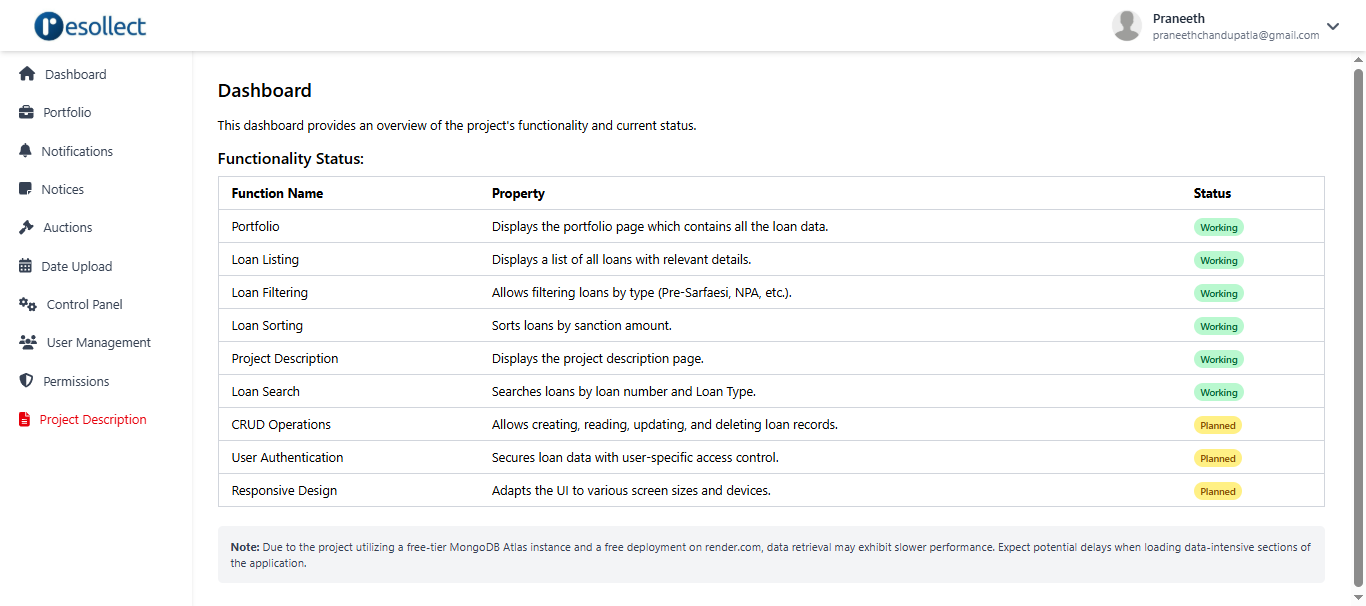 resollect
Praneeth
praneethchandupatla@gmail.com
Dashboard
Portfolio
Notifications
Notices
Auctions
Date Upload
Control Panel
User Management
Permissions
Project Description
Dashboard
This dashboard provides an overview of the project's functionality and current status.
Functionality Status:
Function Name Property Status
Portfolio Displays the portfolio page which contains all the loan data. Working
Loan Listing Displays a list of all loans with relevant details. Working
Loan Filtering Allows filtering loans by type (Pre-Sarfaesi, NPA, etc.). Working
Loan Sorting Sorts loans by sanction amount. Working
Project Description Displays the project description page. Working
Loan Search Searches loans by loan number and Loan Type. Working
CRUD Operations Allows creating, reading, updating, and deleting loan records. Planned
User Authentication Secures loan data with user-specific access control. Planned
Responsive Design Adapts the UI to various screen sizes and devices. Planned
Note: Due to the project utilizing a free-tier MongoDB Atlas instance and a free deployment on render.com, data retrieval may exhibit slower performance. Expect potential delays when loading data-intensive sections of
the application.